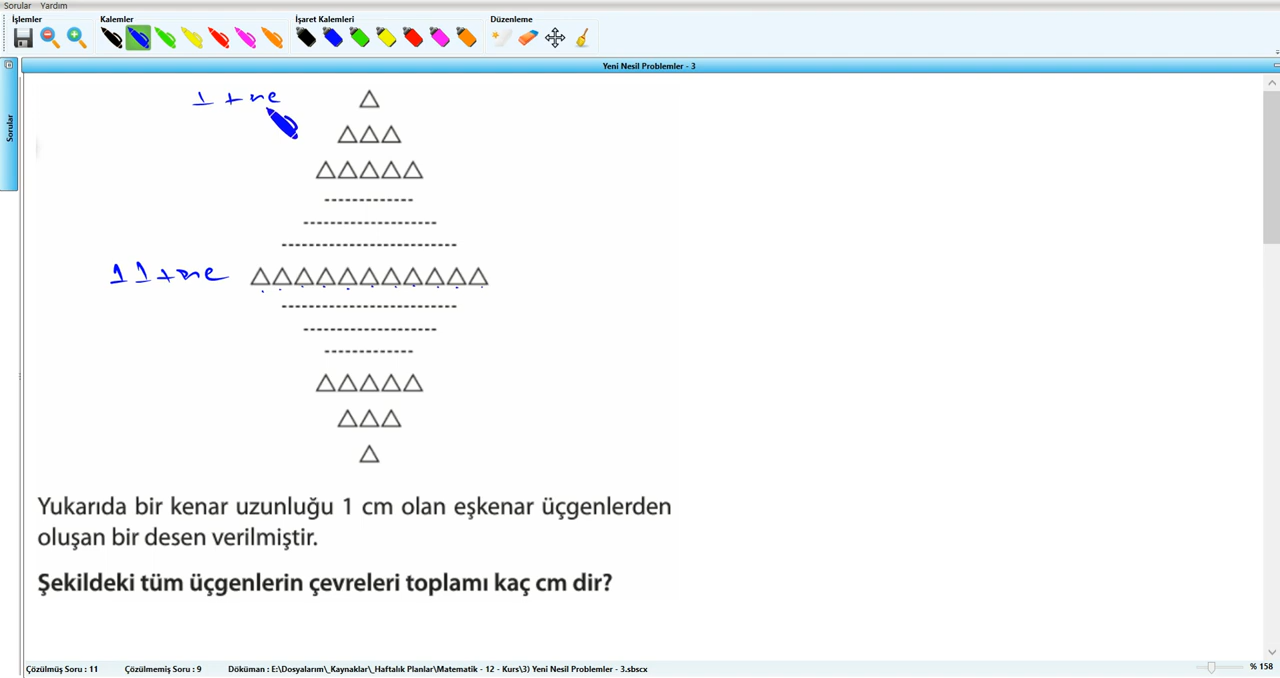 Sorular Yardım
İşlemler Kalemler İşaret Kalemleri Düzenleme
Yeni Nesil Problemler - 3
Sorular
1 tane
11 tane
Yukarıda bir kenar uzunluğu 1 cm olan eşkenar üçgenlerden
oluşan bir desen verilmiştir.
Şekildeki tüm üçgenlerin çevreleri toplamı kaç cm dir?
Çözülmüş Soru : 11 Çözülmemiş Soru : 9 Döküman : E:\Dosyalarım\_Kaynaklar\_Haftalık Planlar\Matematik - 12 - Kurs\3) Yeni Nesil Problemler - 3.sbscx % 158